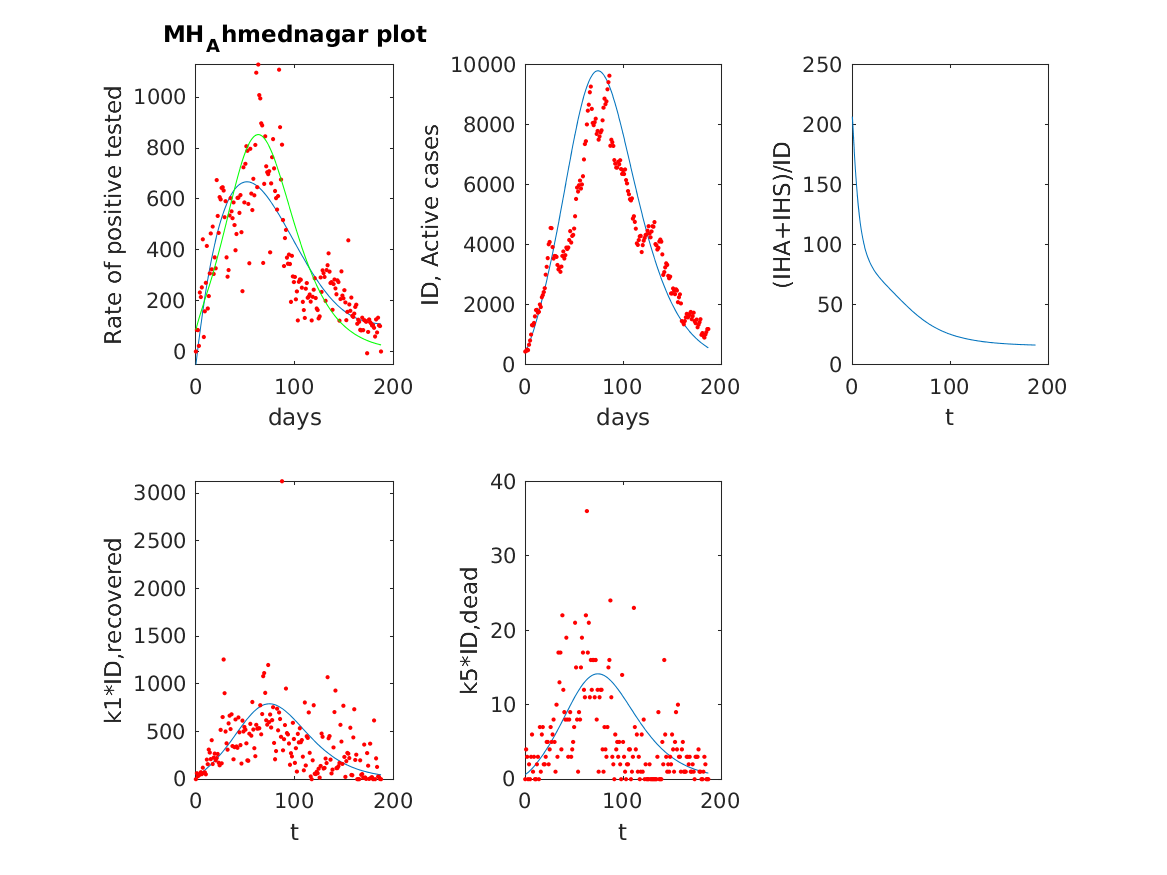 MH_Ahmednagar plot
Rate of positive tested
1000
800
600
400
200
0
0 100 200
days
ID, Active cases
10000
8000
6000
4000
2000
0
0 100 200
days
(IHA+IHS)/ID
250
200
150
100
50
0
0 100 200
t
k1*ID,recovered
3000
2500
2000
1500
1000
500
0
0 100 200
t
k5*ID,dead
40
30
20
10
0
0 100 200
t